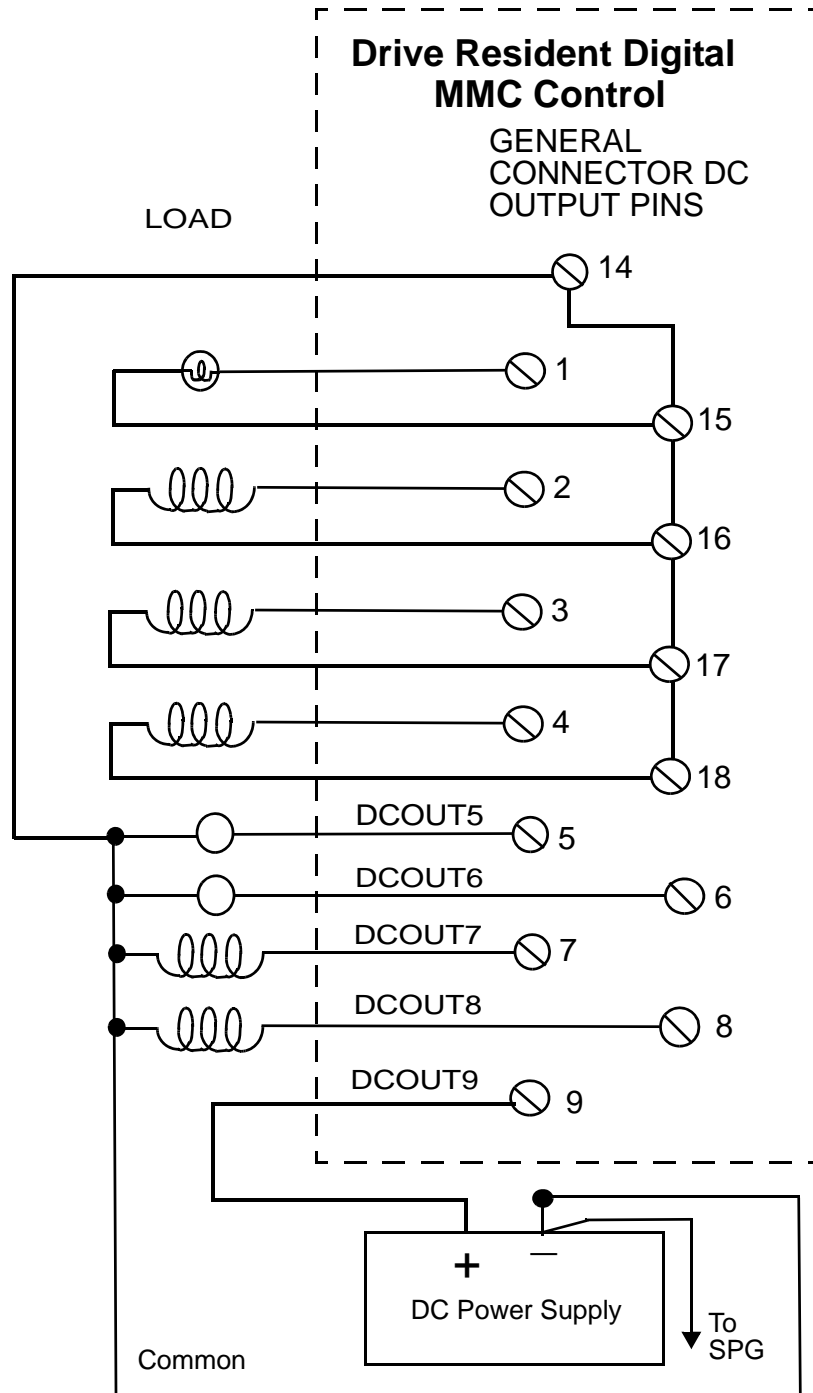 Drive Resident Digital
MMC Control
GENERAL
CONNECTOR DC
OUTPUT PINS
LOAD
14
1
15
2
16
3
17
4
18
DCOUT5
5
DCOUT6
6
DCOUT7
7
DCOUT8
8
DCOUT9
9
+
—
DC Power Supply
To
SPG
Common